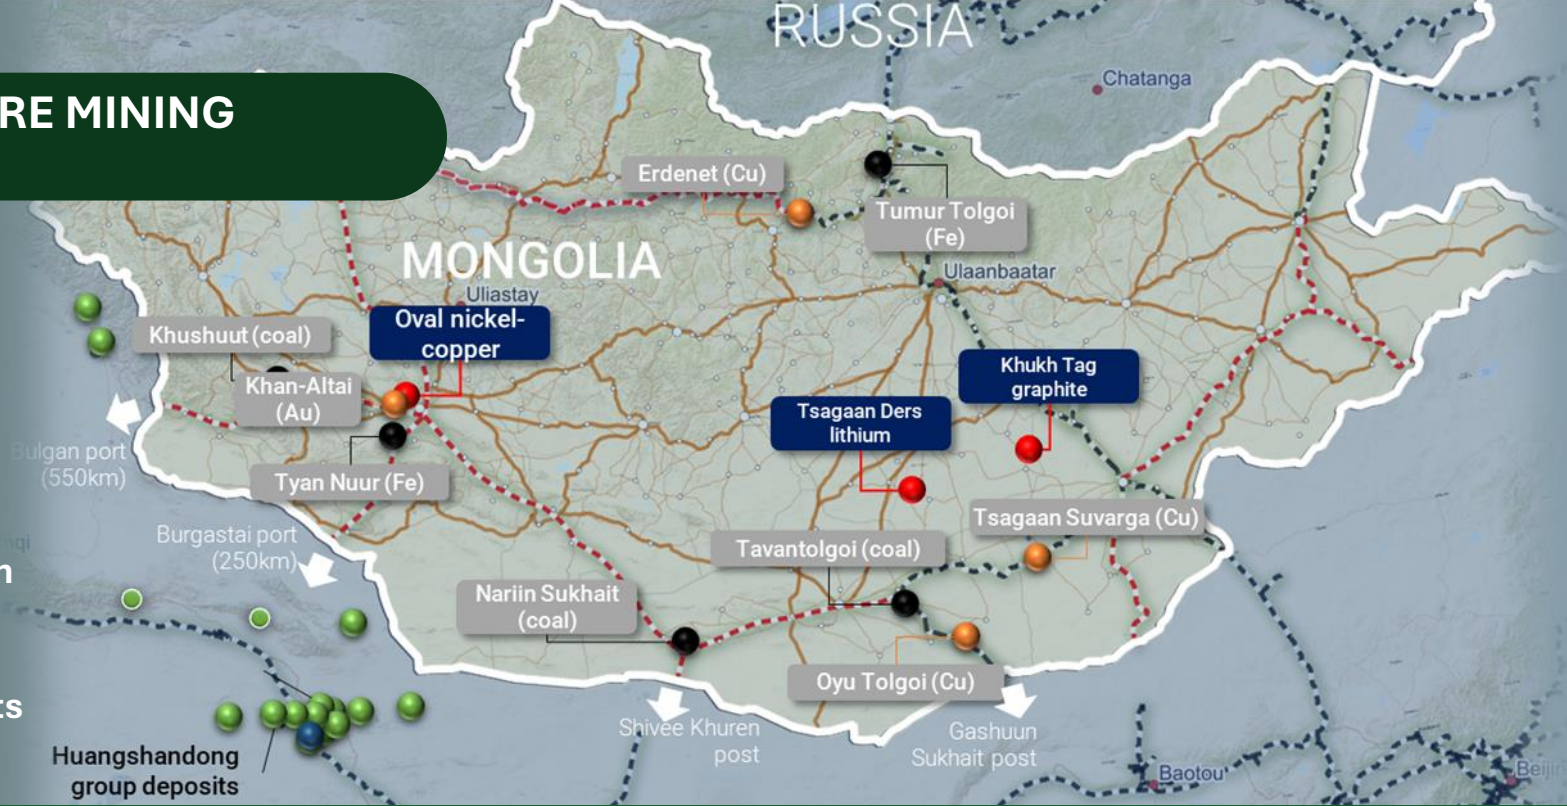 RUSSIA
Chatanga
RE MINING
Erdenet (Cu)
Tumur Tolgoi
(Fe)
MONGOLIA
Ulaanbaatar
Uliastay
Oval nickel-
copper
Khushuut (coal)
Khan-Altai
(Au)
Khukh Tag
graphite
Tsagaan Ders
lithium
Bulgan port
(550km)
Tyan Nuur (Fe)
Tsagaan Suvarga (Cu)
Burgastai port
(250km)
mqi
Tavantolgoi (coal)
n
Nariin Sukhait
(coal)
Oyu Tolgoi (Cu)
ts
Shivee Khuren
post
Gashuun
Sukhait post
Huangshandong
group deposits
Baotou
Beijin